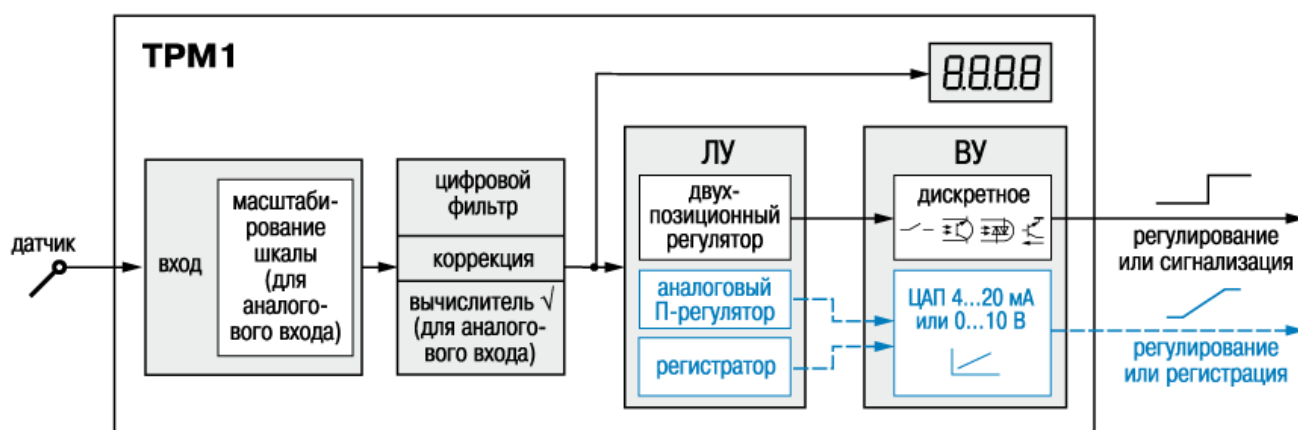 ТРМ1
8.8.8.8
датчик
вход
масштаби-
рование
шкалы
(для
аналого-
вого входа)
цифровой
фильтр
коррекция
вычислитель √
(для аналого-
вого входа)
ЛУ
двух-
позиционный
регулятор
аналоговый
П-регулятор
регистратор
ВУ
дискретное
ЦАП 4...20 мА
или 0...10 В
регулирование
или сигнализация
регулирование
или регистрация